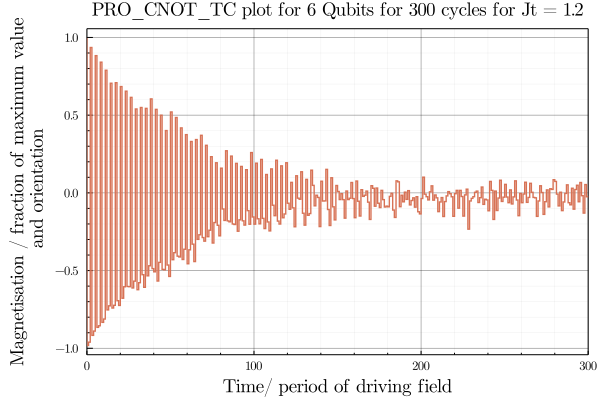 PRO_CNOT_TC plot for 6 Qubits for 300 cycles for Jt = 1.2
Magnetisation / fraction of maximum value
and orientation
1.0
0.5
0.0
−0.5
−1.0
0
100
200
300
Time/ period of driving field